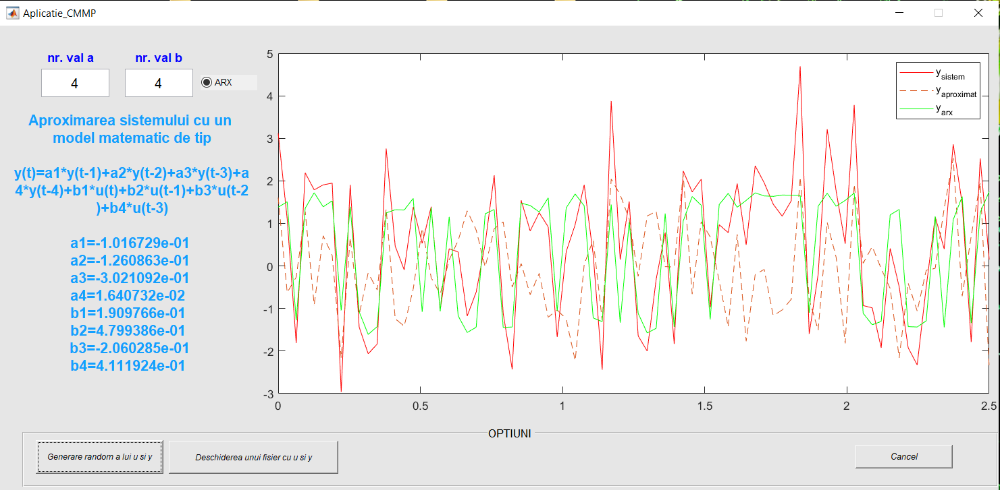 Aplicatie_CMMP
nr. val a
nr. val b
4
4
ARX
Aproximarea sistemului cu un
model matematic de tip
y(t)=a1*y(t-1)+a2*y(t-2)+a3*y(t-3)+a
4*y(t-4)+b1*u(t)+b2*u(t-1)+b3*u(t-2
)+b4*u(t-3)
a1=-1.016729e-01
a2=-1.260863e-01
a3=-3.021092e-01
a4=1.640732e-02
b1=1.909766e-01
b2=4.799386e-01
b3=-2.060285e-01
b4=4.111924e-01
5
4
3
2
1
0
-1
-2
-3
0
0.5
1
1.5
2
2.5
y sistem
y aproximat
y arx
OPTIUNI
Generare random a lui u si y
Deschiderea unui fisier cu u si y
Cancel